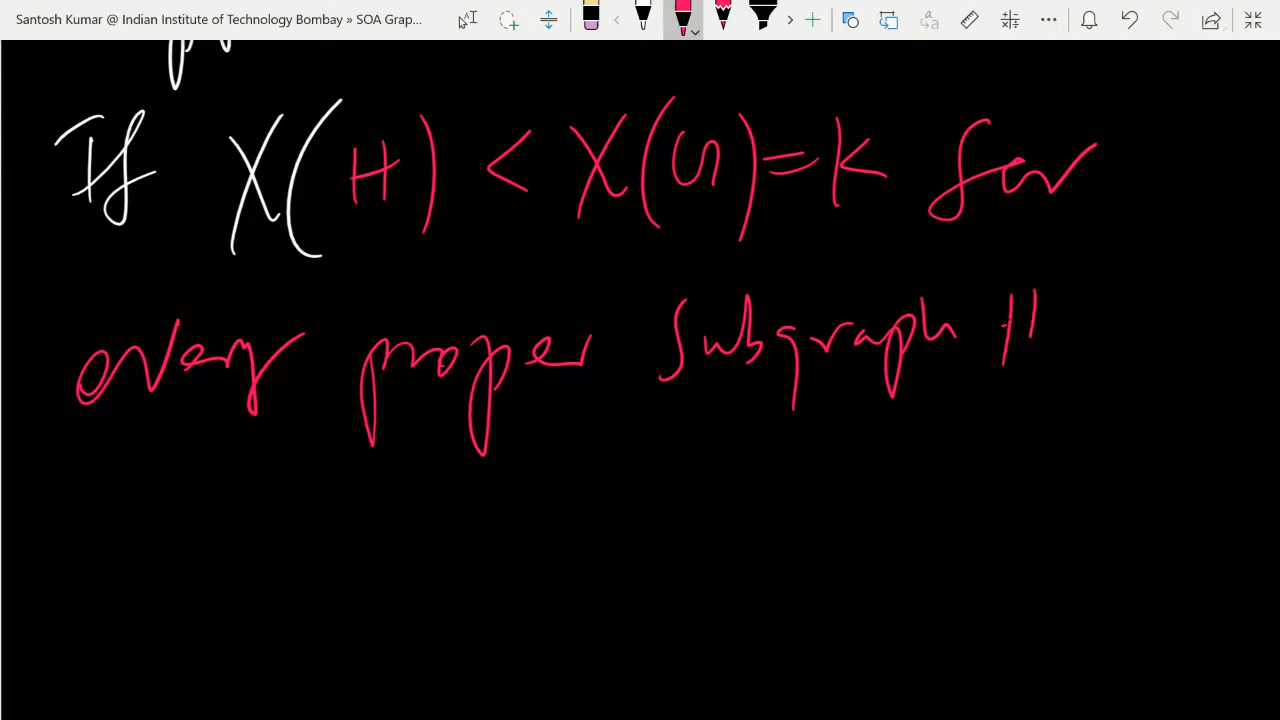 Santosh Kumar @ Indian Institute of Technology Bombay » SOA Grap...
If X(H) < X(G) = k for
every proper subgraph H